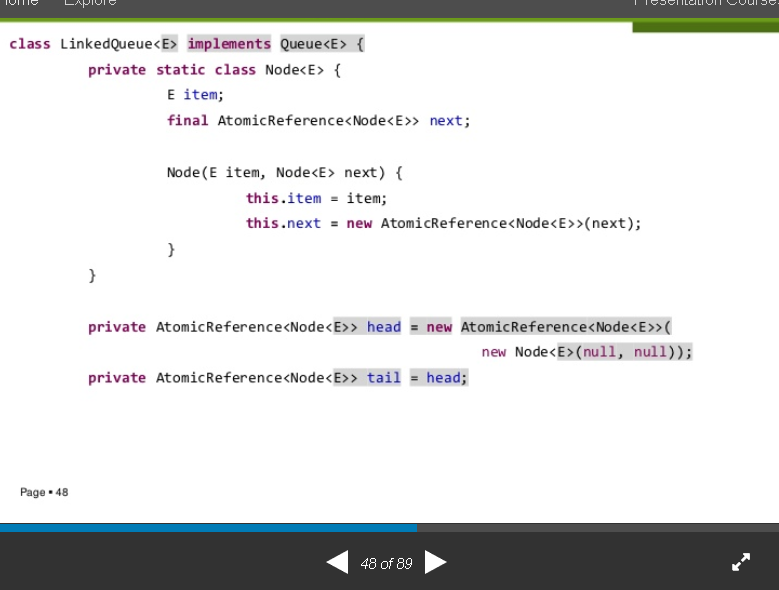 Home Explore Presentation Courses
class LinkedQueue<E> implements Queue<E> {
private static class Node<E> {
E item;
final AtomicReference<Node<E>> next;
Node(E item, Node<E> next) {
this.item = item;
this.next = new AtomicReference<Node<E>>(next);
}
}
private AtomicReference<Node<E>> head = new AtomicReference<Node<E>>(
new Node<E>(null, null));
private AtomicReference<Node<E>> tail = head;
Page ▪ 48
48 of 89